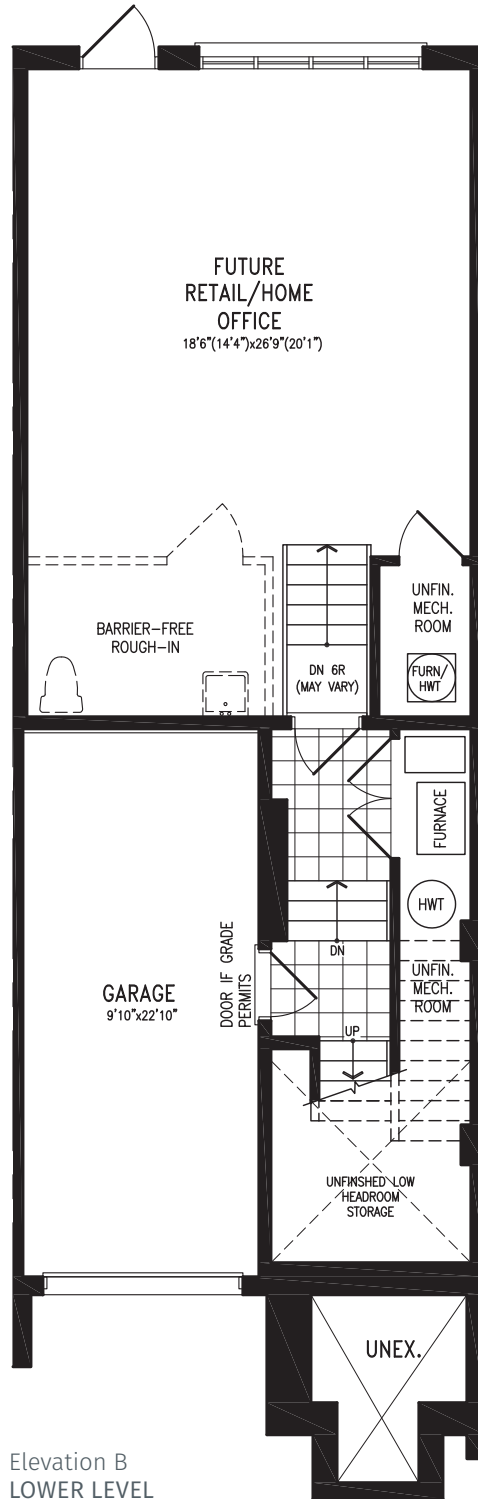 FUTURE
RETAIL/HOME
OFFICE
18'6"(14'4")x26'9"(20'1")
UNFIN.
MECH.
ROOM
FURN/
HWT
BARRIER-FREE
ROUGH-IN
DN 6R
(MAY VARY)
FURNACE
HWT
DN
DOOR IF GRADE
PERMITS
GARAGE
9'10"x22'10"
UNFIN.
MECH.
ROOM
UP
UNFINISHED LOW
HEADROOM
STORAGE
UNEX.
Elevation B
LOWER LEVEL